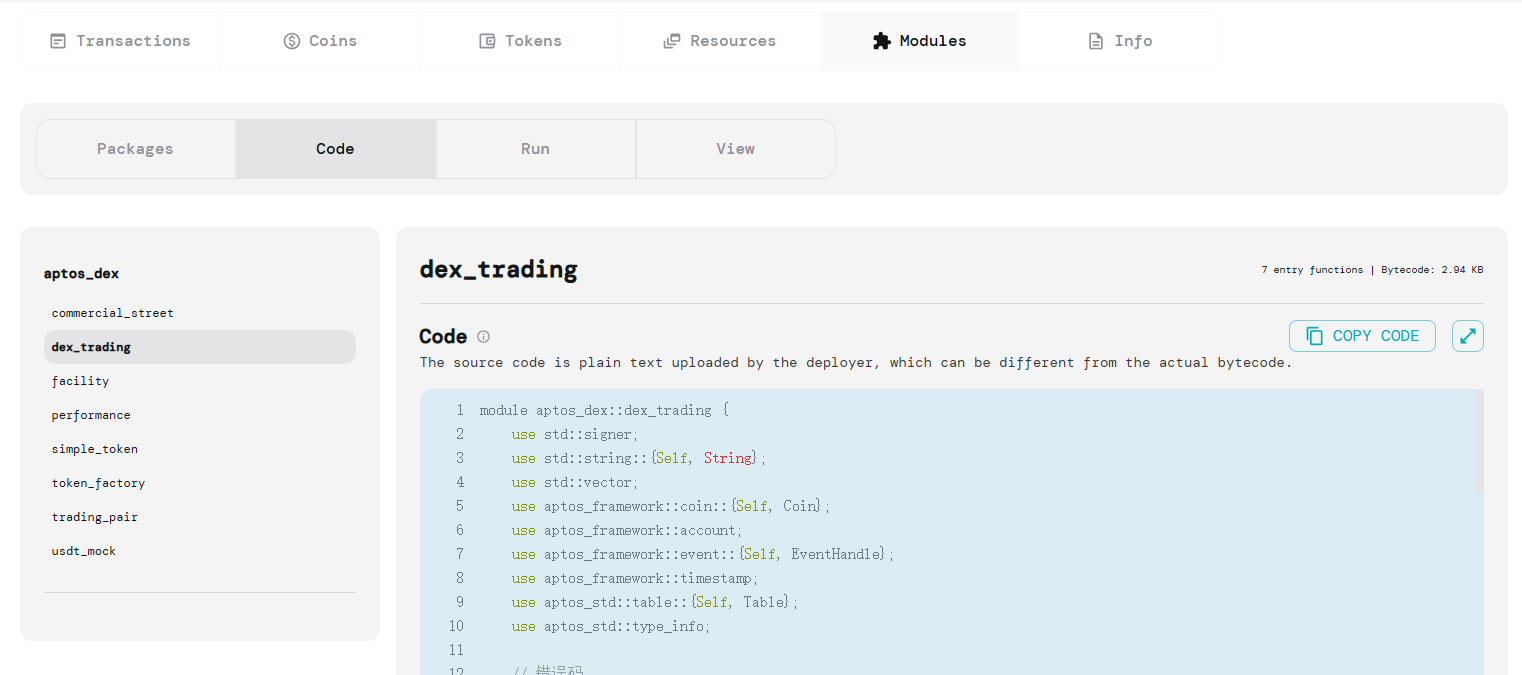 Transactions
Coins
Tokens
Resources
Modules
Info
Packages
Code
Run
View
aptos_dex
commercial_street
dex_trading
facility
performance
simple_token
token_factory
trading_pair
usdt_mock
dex_trading
7 entry functions | Bytecode: 2.94 KB
Code
COPY CODE
The source code is plain text uploaded by the deployer, which can be different from the actual bytecode.
1 module aptos_dex::dex_trading {
2     use std::signer;
3     use std::string::{Self, String};
4     use std::vector;
5     use aptos_framework::coin::{Self, Coin};
6     use aptos_framework::account;
7     use aptos_framework::event::{Self, EventHandle};
8     use aptos_framework::timestamp;
9     use aptos_std::table::{Self, Table};
10     use aptos_std::type_info;
11
12     // 错误码